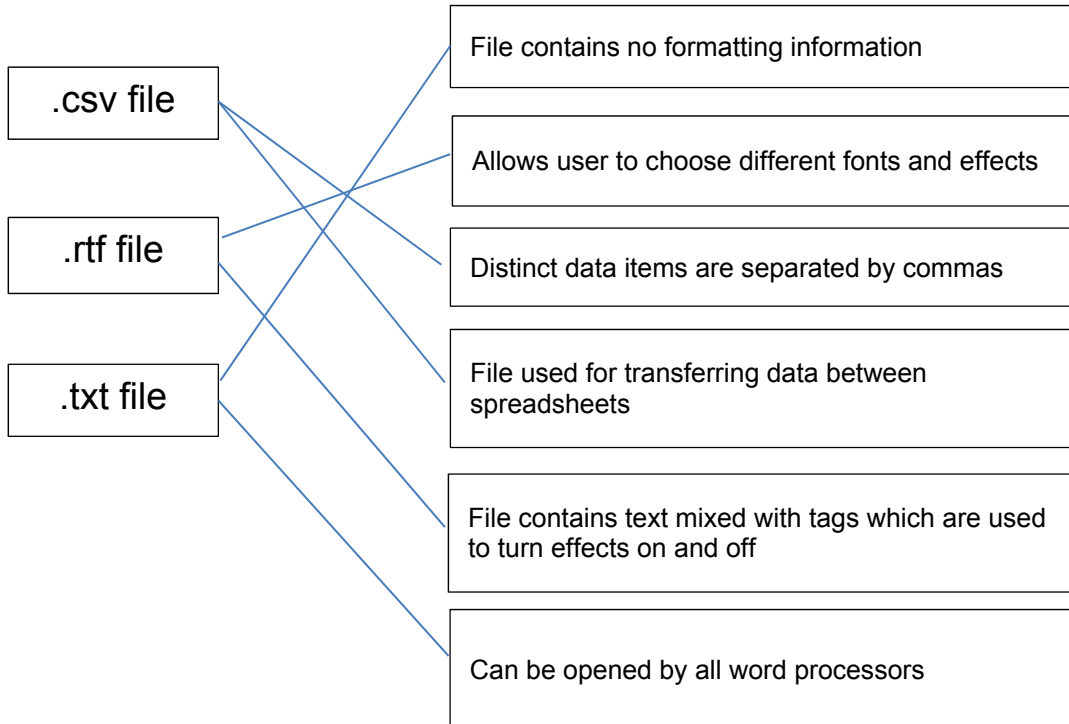 .csv file
.rtf file
.txt file
File contains no formatting information
Allows user to choose different fonts and effects
Distinct data items are separated by commas
File used for transferring data between
spreadsheets
File contains text mixed with tags which are used
to turn effects on and off
Can be opened by all word processors